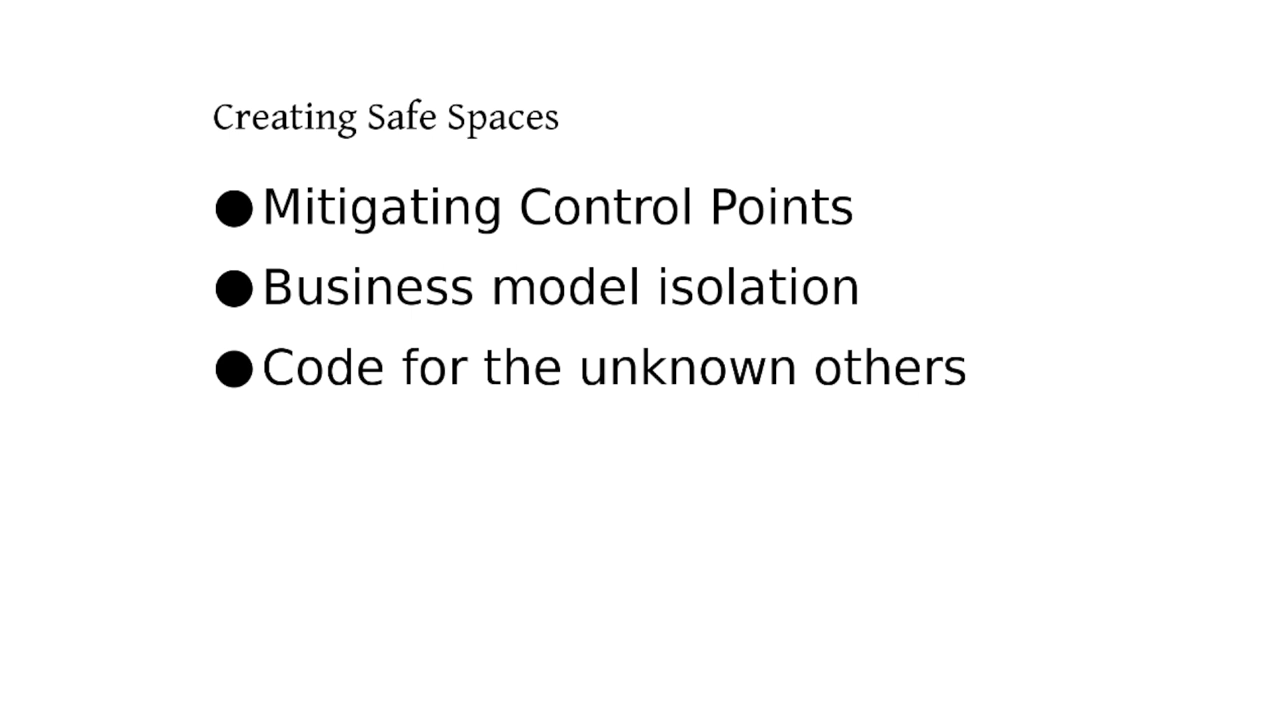 Creating Safe Spaces
● Mitigating Control Points
● Business model isolation
● Code for the unknown others